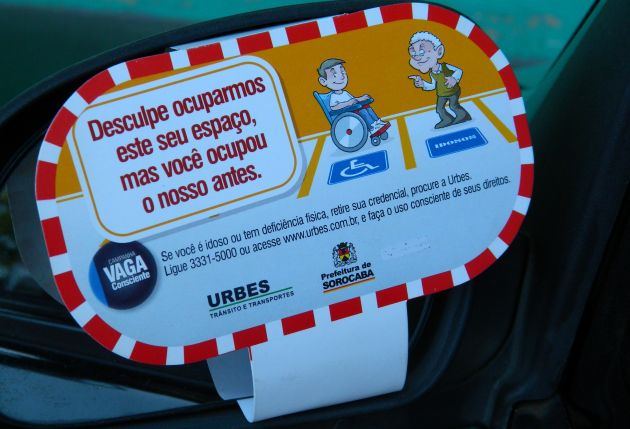 Desculpe ocuparmos
este seu espaço,
mas você ocupou
o nosso antes.
Se você é idoso ou tem deficiência física, retire sua credencial, procure a Urbes.
Ligue 3331-5000 ou acesse www.urbes.com.br, e faça o uso consciente de seus direitos.
CAMPANHA
VAGA
Consciente
URBES
TRÂNSITO E TRANSPORTES
Prefeitura de
SOROCABA